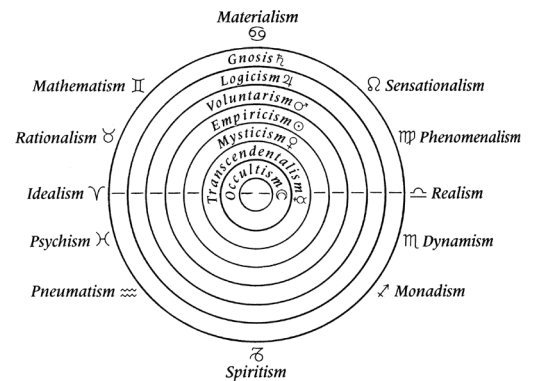 Materialism
♋
Gnosis ♄
Logicism ♃
Mathematism ♊
♌ Sensationalism
Voluntarism ♂
Empiricism ☉
Rationalism ♉
Mysticism ♀
♍ Phenomenalism
Transcendentalism ☿
Occultism ☾
Idealism ♈
♎ Realism
Psychism ♓
♏ Dynamism
Pneumatism ♒
♐ Monadism
♑
Spiritism